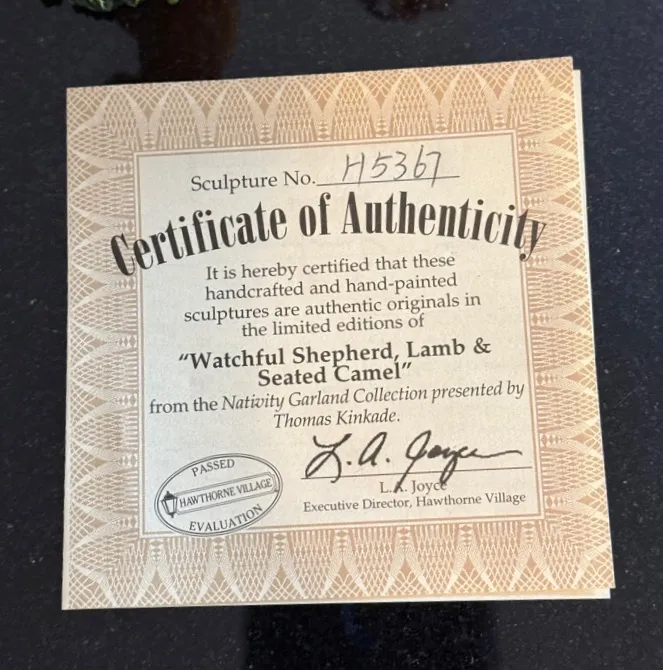 Sculpture No. H5367
Certificate of Authenticity
It is hereby certified that these
handcrafted and hand-painted
sculptures are authentic originals in
the limited editions of
"Watchful Shepherd, Lamb &
Seated Camel"
from the Nativity Garland Collection presented by
Thomas Kinkade.
L. A. Joyce
L.A. Joyce
Executive Director, Hawthorne Village
PASSED
HAWTHORNE VILLAGE
EVALUATION